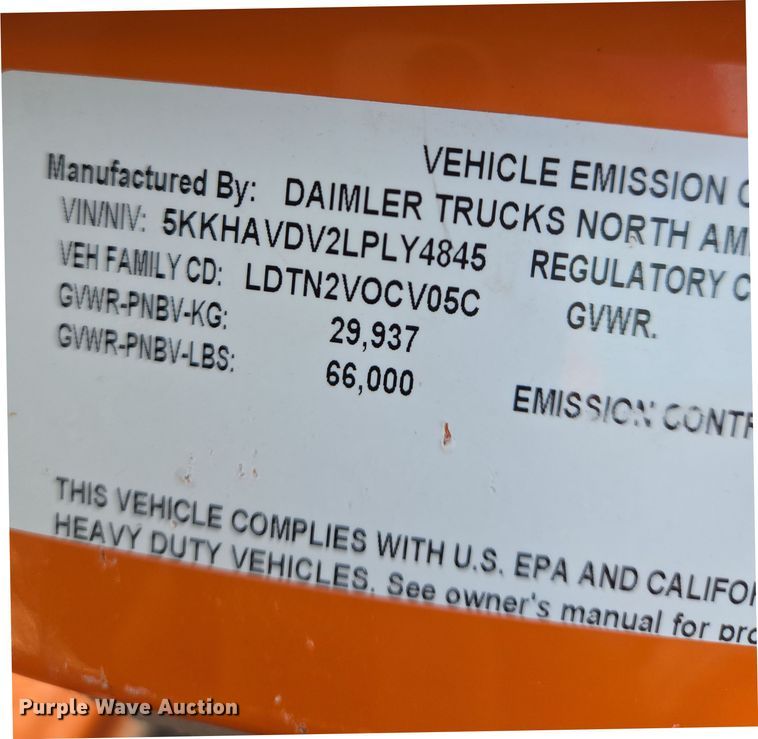 VEHICLE EMISSION C
Manufactured By: DAIMLER TRUCKS NORTH AM
VIN/NIV: 5KKHAVDV2LPLY4845 REGULATORY C
VEH FAMILY CD: LDTN2VOCV05C GVWR.
GVWR-PNBV-KG: 29,937
GVWR-PNBV-LBS: 66,000
EMISSION CONTR
THIS VEHICLE COMPLIES WITH U.S. EPA AND CALIFOR
HEAVY DUTY VEHICLES. See owner's manual for pro
Purple Wave Auction